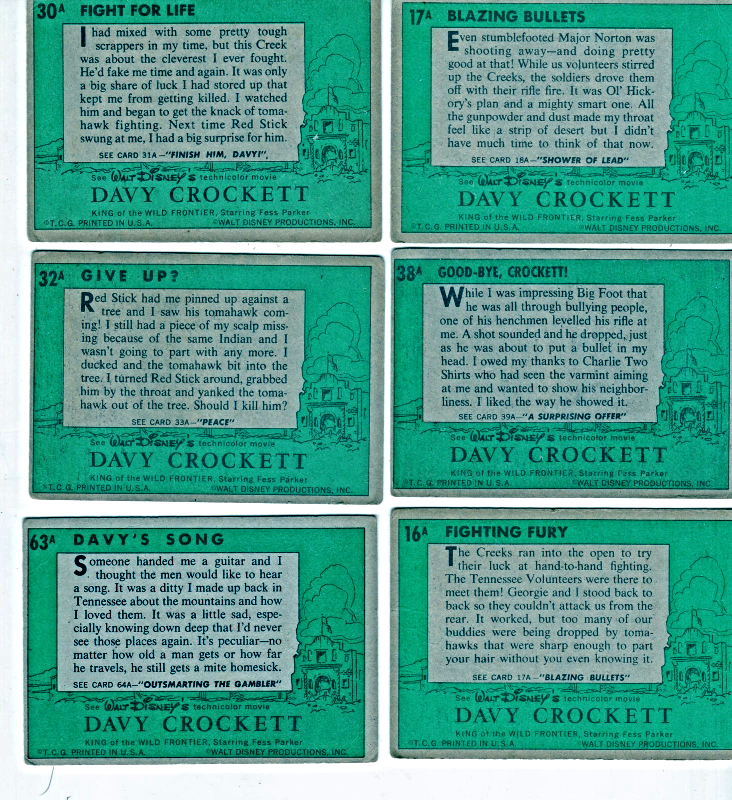 30A FIGHT FOR LIFE
I had mixed with some pretty tough
scrappers in my time, but this Creek
was about the cleverest I ever fought.
He'd fake me time and again. It was only
a big share of luck I had stored up that
kept me from getting killed. I watched
him and began to get the knack of toma-
hawk fighting. Next time Red Stick
swung at me, I had a big surprise for him.
SEE CARD 31A—"FINISH HIM, DAVY!".
See Walt Disney's technicolor movie
DAVY CROCKETT
KING of the WILD FRONTIER, Starring Fess Parker
©T.C.G. PRINTED IN U.S.A. ©WALT DISNEY PRODUCTIONS, INC.
17A BLAZING BULLETS
Even stumblefooted Major Norton was
shooting away—and doing pretty
good at that! While us volunteers stirred
up the Creeks, the soldiers drove them
off with their rifle fire. It was Ol' Hick-
ory's plan and a mighty smart one. All
the gunpowder and dust made my throat
feel like a strip of desert but I didn't
have much time to think of that now.
SEE CARD 18A—"SHOWER OF LEAD"
See Walt Disney's technicolor movie
DAVY CROCKETT
KING of the WILD FRONTIER, Starring Fess Parker
©T.C.G. PRINTED IN U.S.A. ©WALT DISNEY PRODUCTIONS, INC.
32A GIVE UP?
Red Stick had me pinned up against a
tree and I saw his tomahawk com-
ing! I still had a piece of my scalp miss-
ing because of the same Indian and I
wasn't going to part with any more. I
ducked and the tomahawk bit into the
tree. I turned Red Stick around, grabbed
him by the throat and yanked the toma-
hawk out of the tree. Should I kill him?
SEE CARD 33A—"PEACE"
See Walt Disney's technicolor movie
DAVY CROCKETT
KING of the WILD FRONTIER, Starring Fess Parker
©T.C.G. PRINTED IN U.S.A. ©WALT DISNEY PRODUCTIONS, INC.
38A GOOD-BYE, CROCKETT!
While I was impressing Big Foot that
he was all through bullying people,
one of his henchmen levelled his rifle at
me. A shot sounded and he dropped, just
as he was about to put a bullet in my
head. I owed my thanks to Charlie Two
Shirts who had seen the varmint aiming
at me and wanted to show his neighbor-
liness. I liked the way he showed it.
SEE CARD 39A—"A SURPRISING OFFER"
See Walt Disney's technicolor movie
DAVY CROCKETT
KING of the WILD FRONTIER, Starring Fess Parker
©T.C.G. PRINTED IN U.S.A. ©WALT DISNEY PRODUCTIONS, INC.
63A DAVY'S SONG
Someone handed me a guitar and I
thought the men would like to hear
a song. It was a ditty I made up back in
Tennessee about the mountains and how
I loved them. It was a little sad, espe-
cially knowing down deep that I'd never
see those places again. It's peculiar—no
matter how old a man gets or how far
he travels, he still gets a mite homesick.
SEE CARD 64A—"OUTSMARTING THE GAMBLER"
See Walt Disney's technicolor movie
DAVY CROCKETT
KING of the WILD FRONTIER, Starring Fess Parker
©T.C.G. PRINTED IN U.S.A. ©WALT DISNEY PRODUCTIONS, INC.
16A FIGHTING FURY
The Creeks ran into the open to try
their luck at hand-to-hand fighting.
The Tennessee Volunteers were there to
meet them! Georgie and I stood back to
back so they couldn't attack us from the
rear. It worked, but too many of our
buddies were being dropped by toma-
hawks that were sharp enough to part
your hair without you even knowing it.
SEE CARD 17A—"BLAZING BULLETS"
See Walt Disney's technicolor movie
DAVY CROCKETT
KING of the WILD FRONTIER, Starring Fess Parker
©T.C.G. PRINTED IN U.S.A. ©WALT DISNEY PRODUCTIONS, INC.